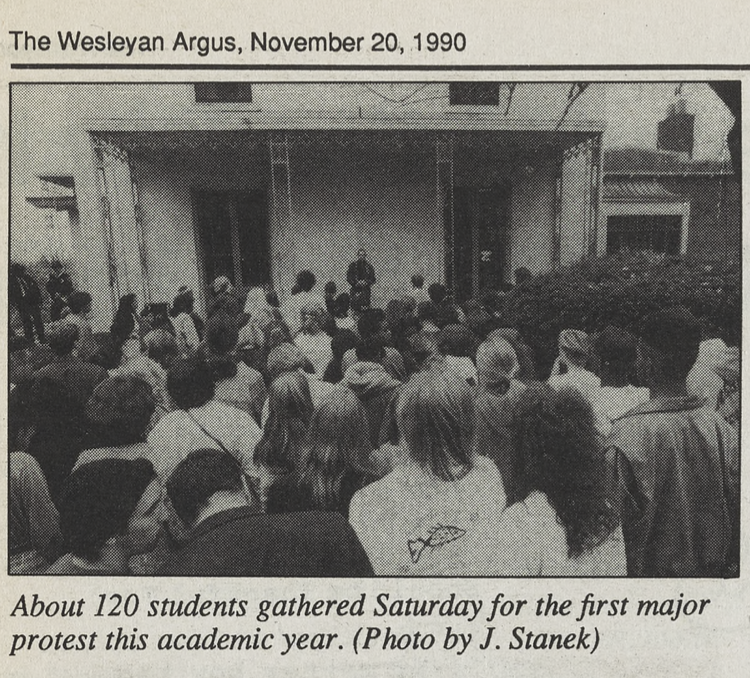 The Wesleyan Argus, November 20, 1990
About 120 students gathered Saturday for the first major
protest this academic year. (Photo by J. Stanek)